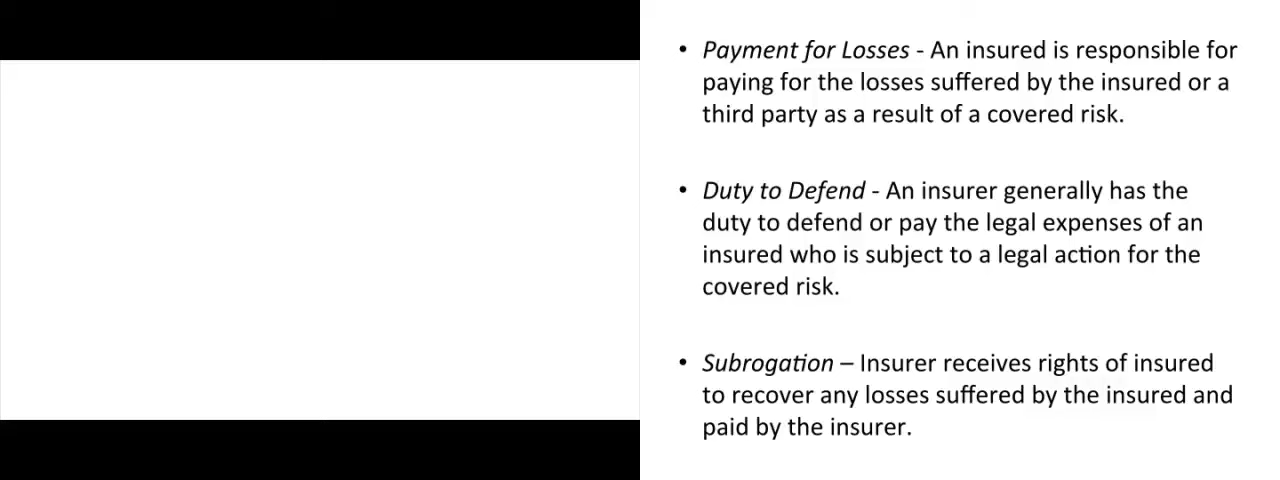 • Payment for Losses - An insured is responsible for
paying for the losses suffered by the insured or a
third party as a result of a covered risk.
• Duty to Defend - An insurer generally has the
duty to defend or pay the legal expenses of an
insured who is subject to a legal action for the
covered risk.
• Subrogation – Insurer receives rights of insured
to recover any losses suffered by the insured and
paid by the insurer.